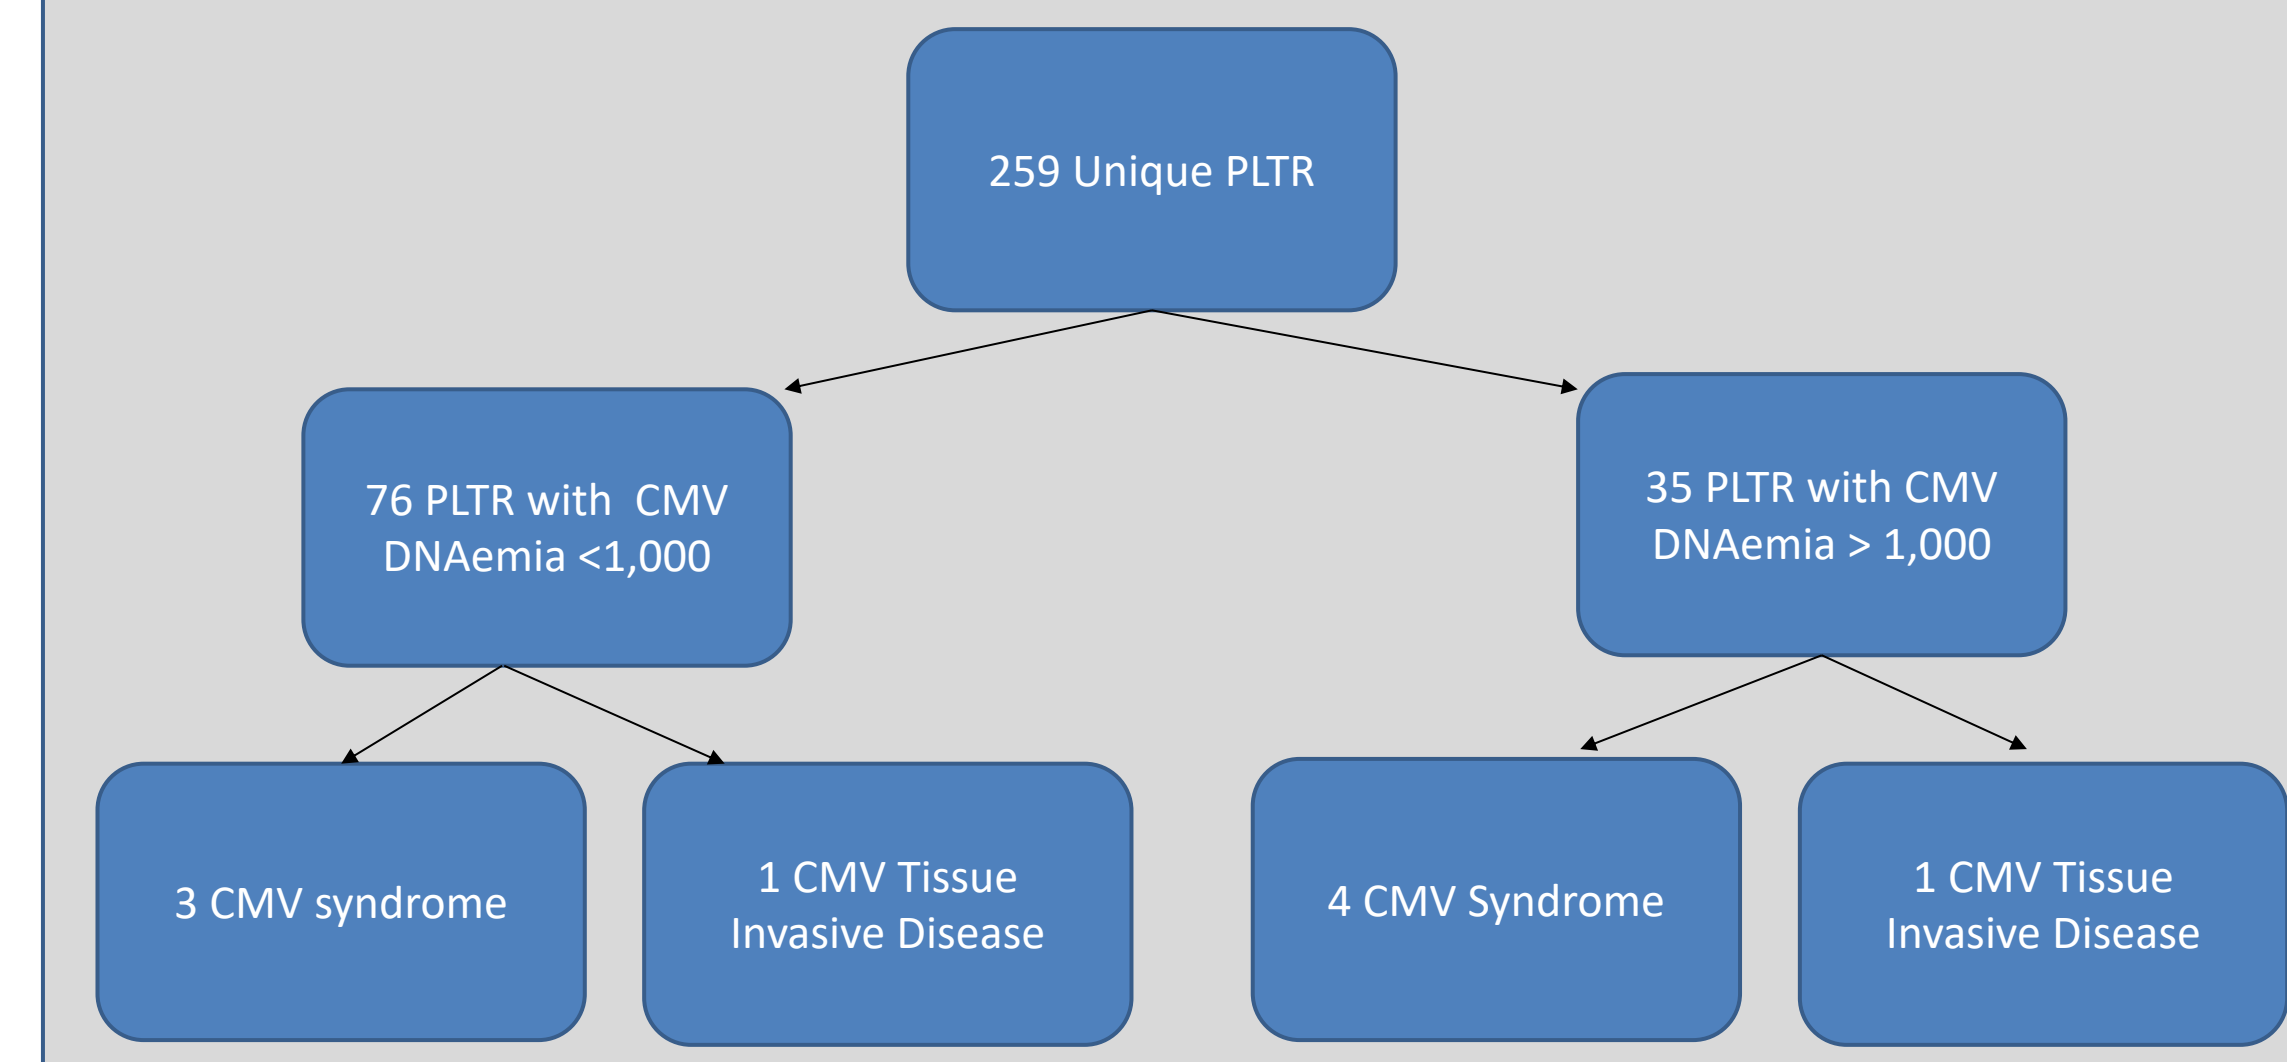 259 Unique PLTR
76 PLTR with  CMV
DNAemia <1,000
35 PLTR with CMV
DNAemia > 1,000
3 CMV syndrome
1 CMV Tissue
Invasive Disease
4 CMV Syndrome
1 CMV Tissue
Invasive Disease